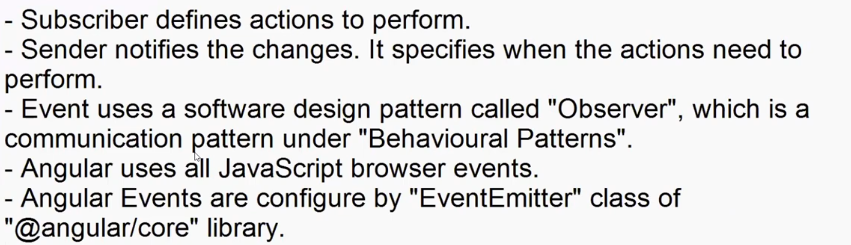 - Subscriber defines actions to perform.
- Sender notifies the changes. It specifies when the actions need to
perform.
- Event uses a software design pattern called "Observer", which is a
communication pattern under "Behavioural Patterns".
- Angular uses all JavaScript browser events.
- Angular Events are configure by "EventEmitter" class of
"@angular/core" library.